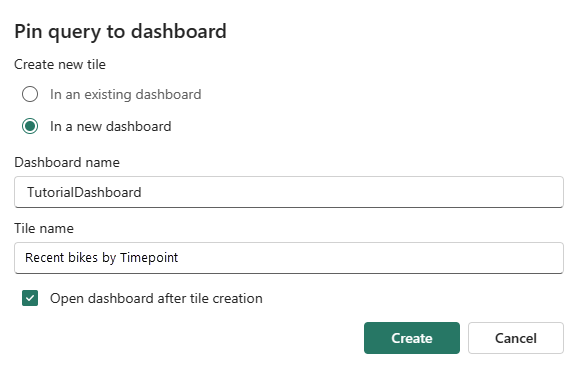 Pin query to dashboard
Create new tile
In an existing dashboard
In a new dashboard
Dashboard name
TutorialDashboard
Tile name
Recent bikes by Timepoint
Open dashboard after tile creation
Create Cancel